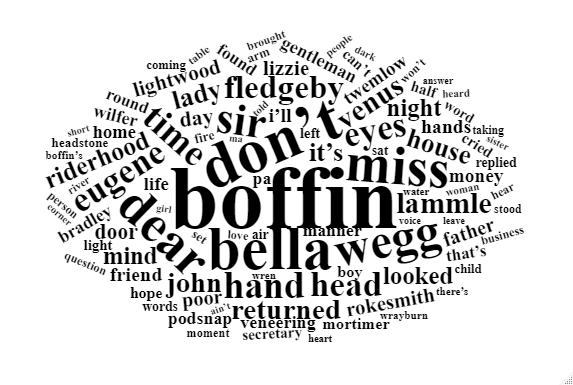 coming
table
brought
people
dark
found
arm
gentleman
can't
lightwood
lizzie
twemlow
won't
lady
fledgeby
venus
half
answer
heard
round
told
night
word
wilfer
time
day
sir
i'll
don't
eyes
hands
taking
short
home
fire
ma
left
house
cried
sister
headstone
boffin's
riderhood
it's
sat
miss
replied
river
eugene
life
pa
money
person
corner
girl
boffin
water
woman
hear
bradley
dear
lammle
stood
door
set
love
air
manner
voice
leave
light
bella
wegg
father
business
question
mind
wren
that's
friend
john
hand
head
boy
looked
child
hope
poor
there's
words
ain't
returned
rokesmith
podsnap
veneering
mortimer
wrayburn
moment
secretary
heart